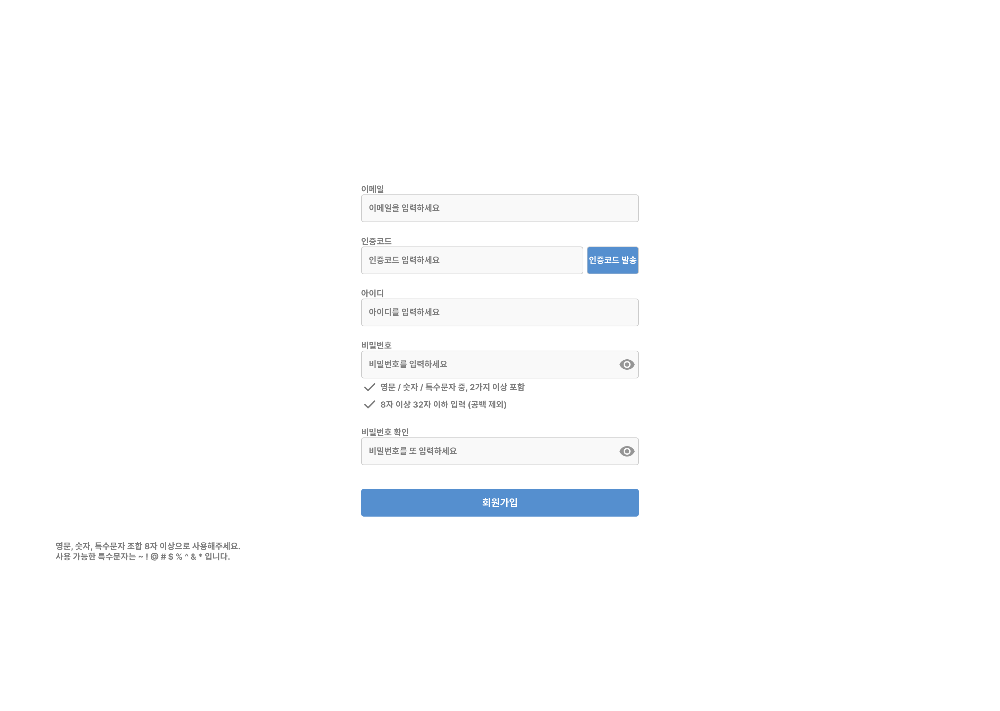 이메일
이메일을 입력하세요
인증코드
인증코드 입력하세요
인증코드 발송
아이디
아이디를 입력하세요
비밀번호
비밀번호를 입력하세요
영문 / 숫자 / 특수문자 중, 2가지 이상 포함
8자 이상 32자 이하 입력 (공백 제외)
비밀번호 확인
비밀번호를 또 입력하세요
회원가입
영문, 숫자, 특수문자 조합 8자 이상으로 사용해주세요.
사용 가능한 특수문자는 ~ ! @ # $ % ^ & * 입니다.